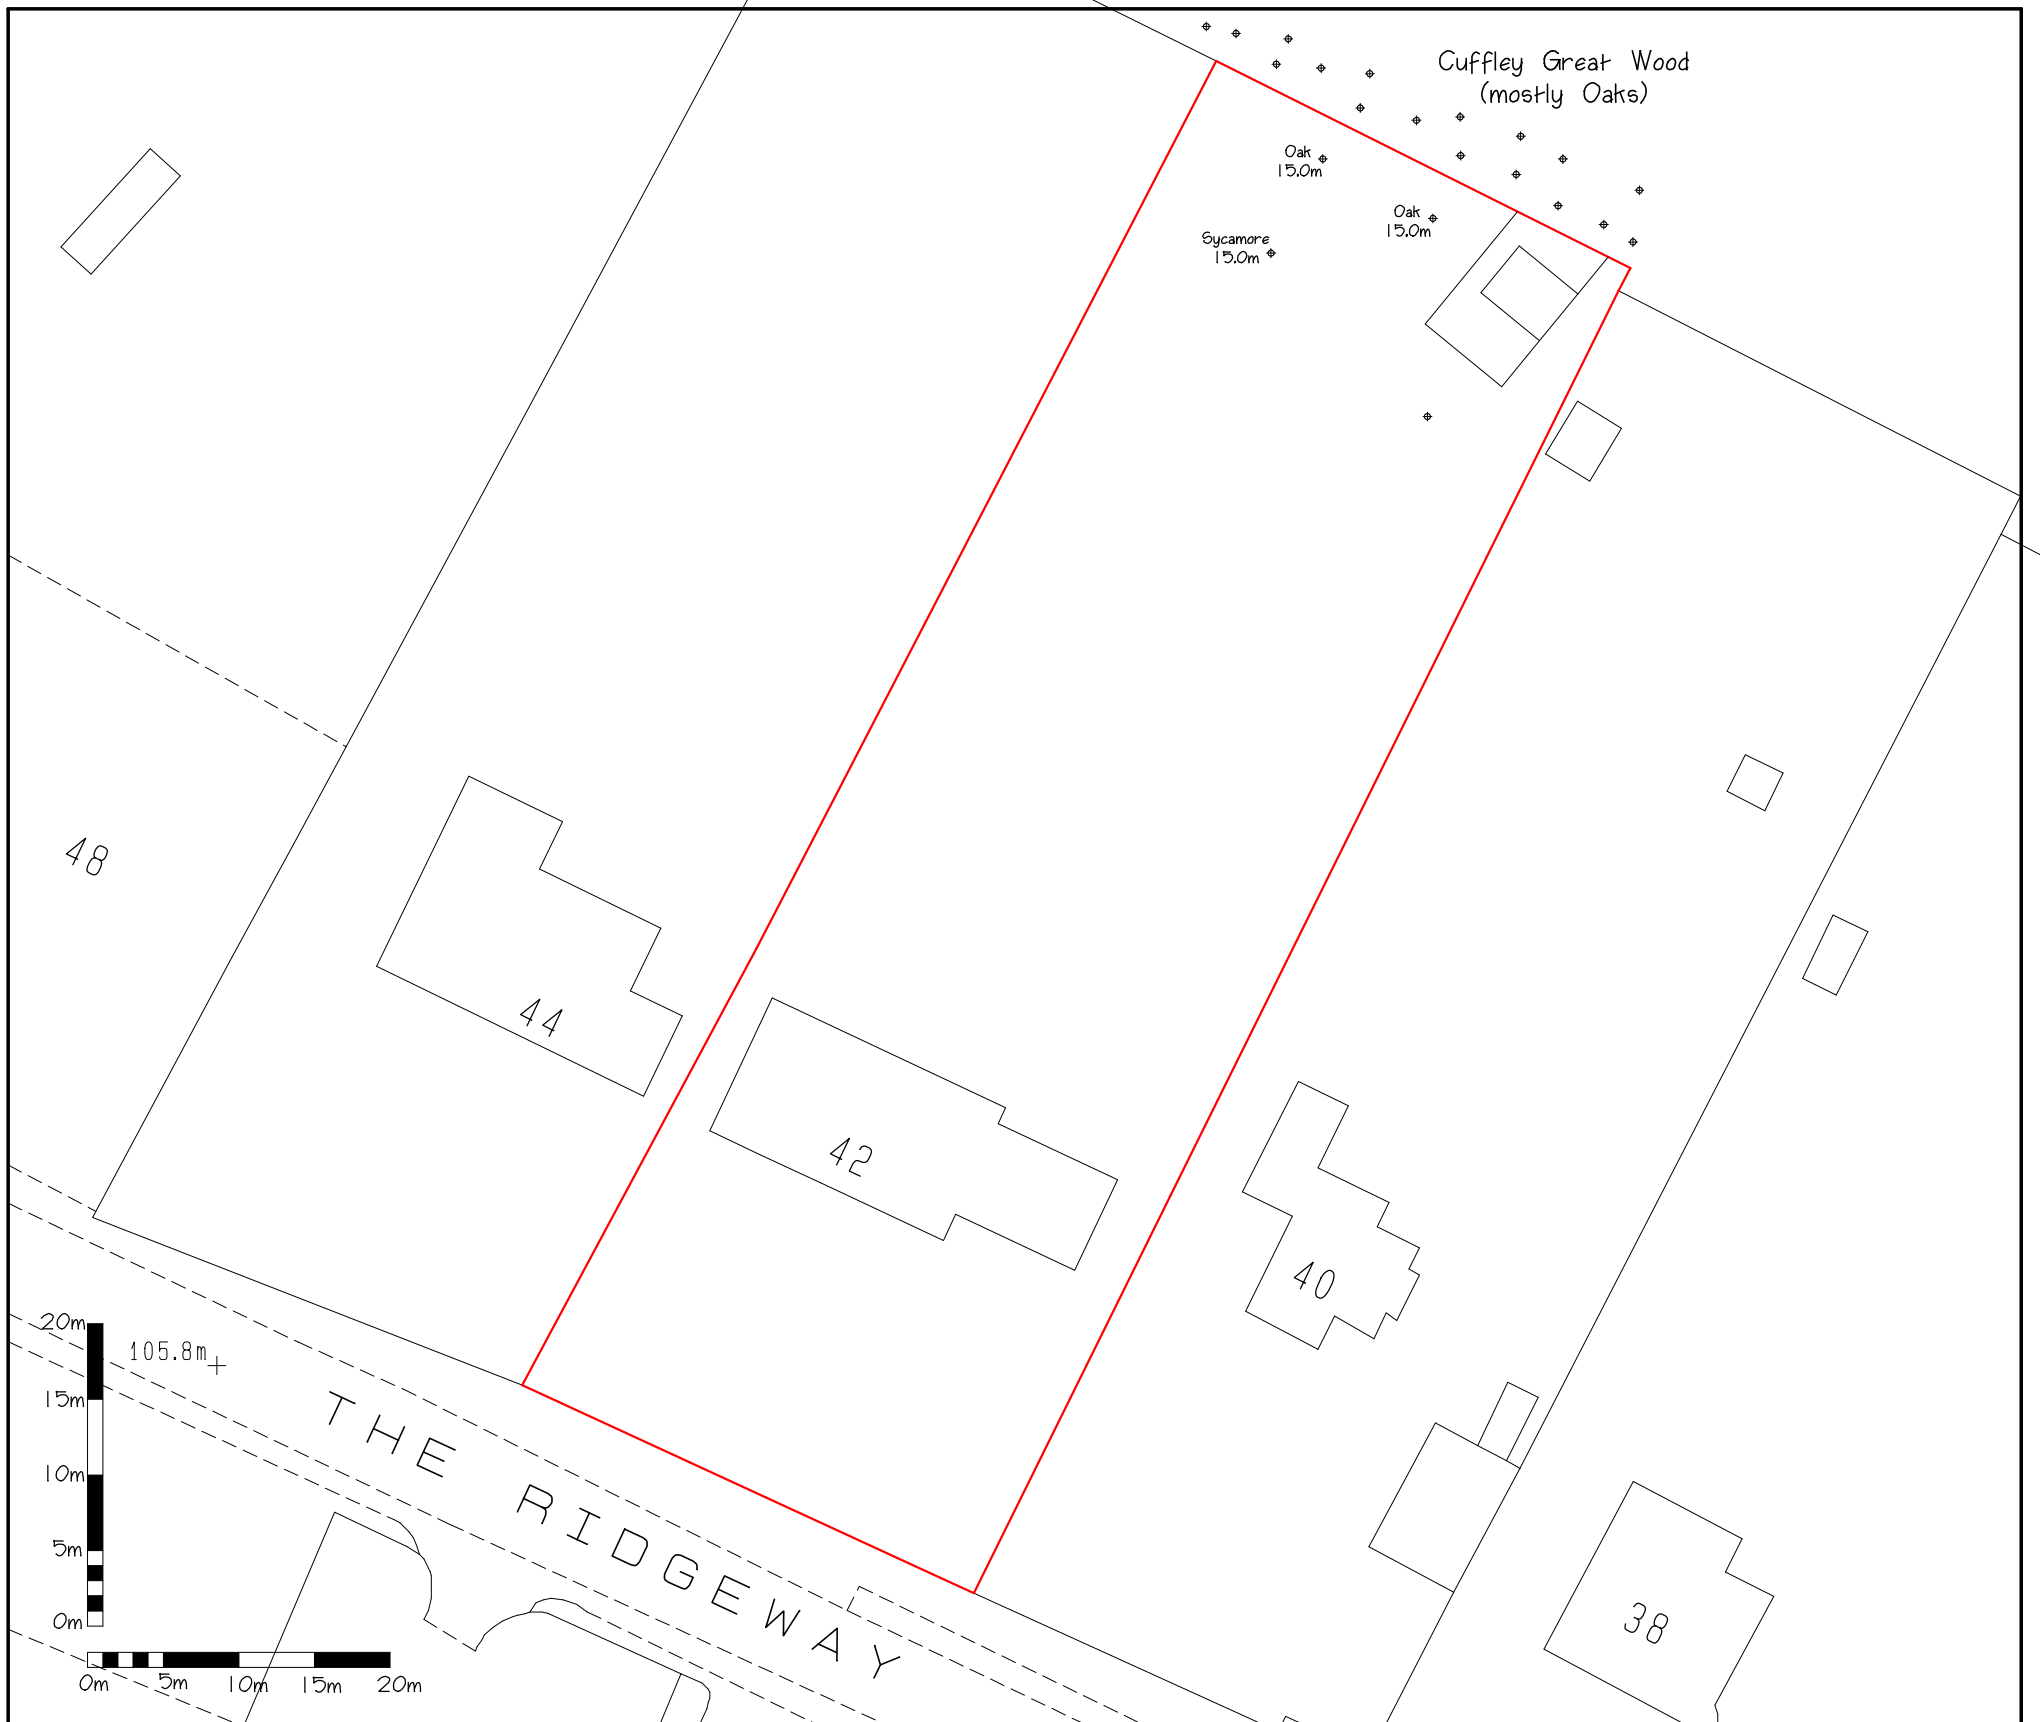 Cuffley Great Wood
(mostly Oaks)
Oak
15.0m
Oak
15.0m
Sycamore
15.0m
48
44
42
40
38
THE RIDGEWAY
105.8m
20m
15m
10m
5m
0m
0m 5m 10m 15m 20m